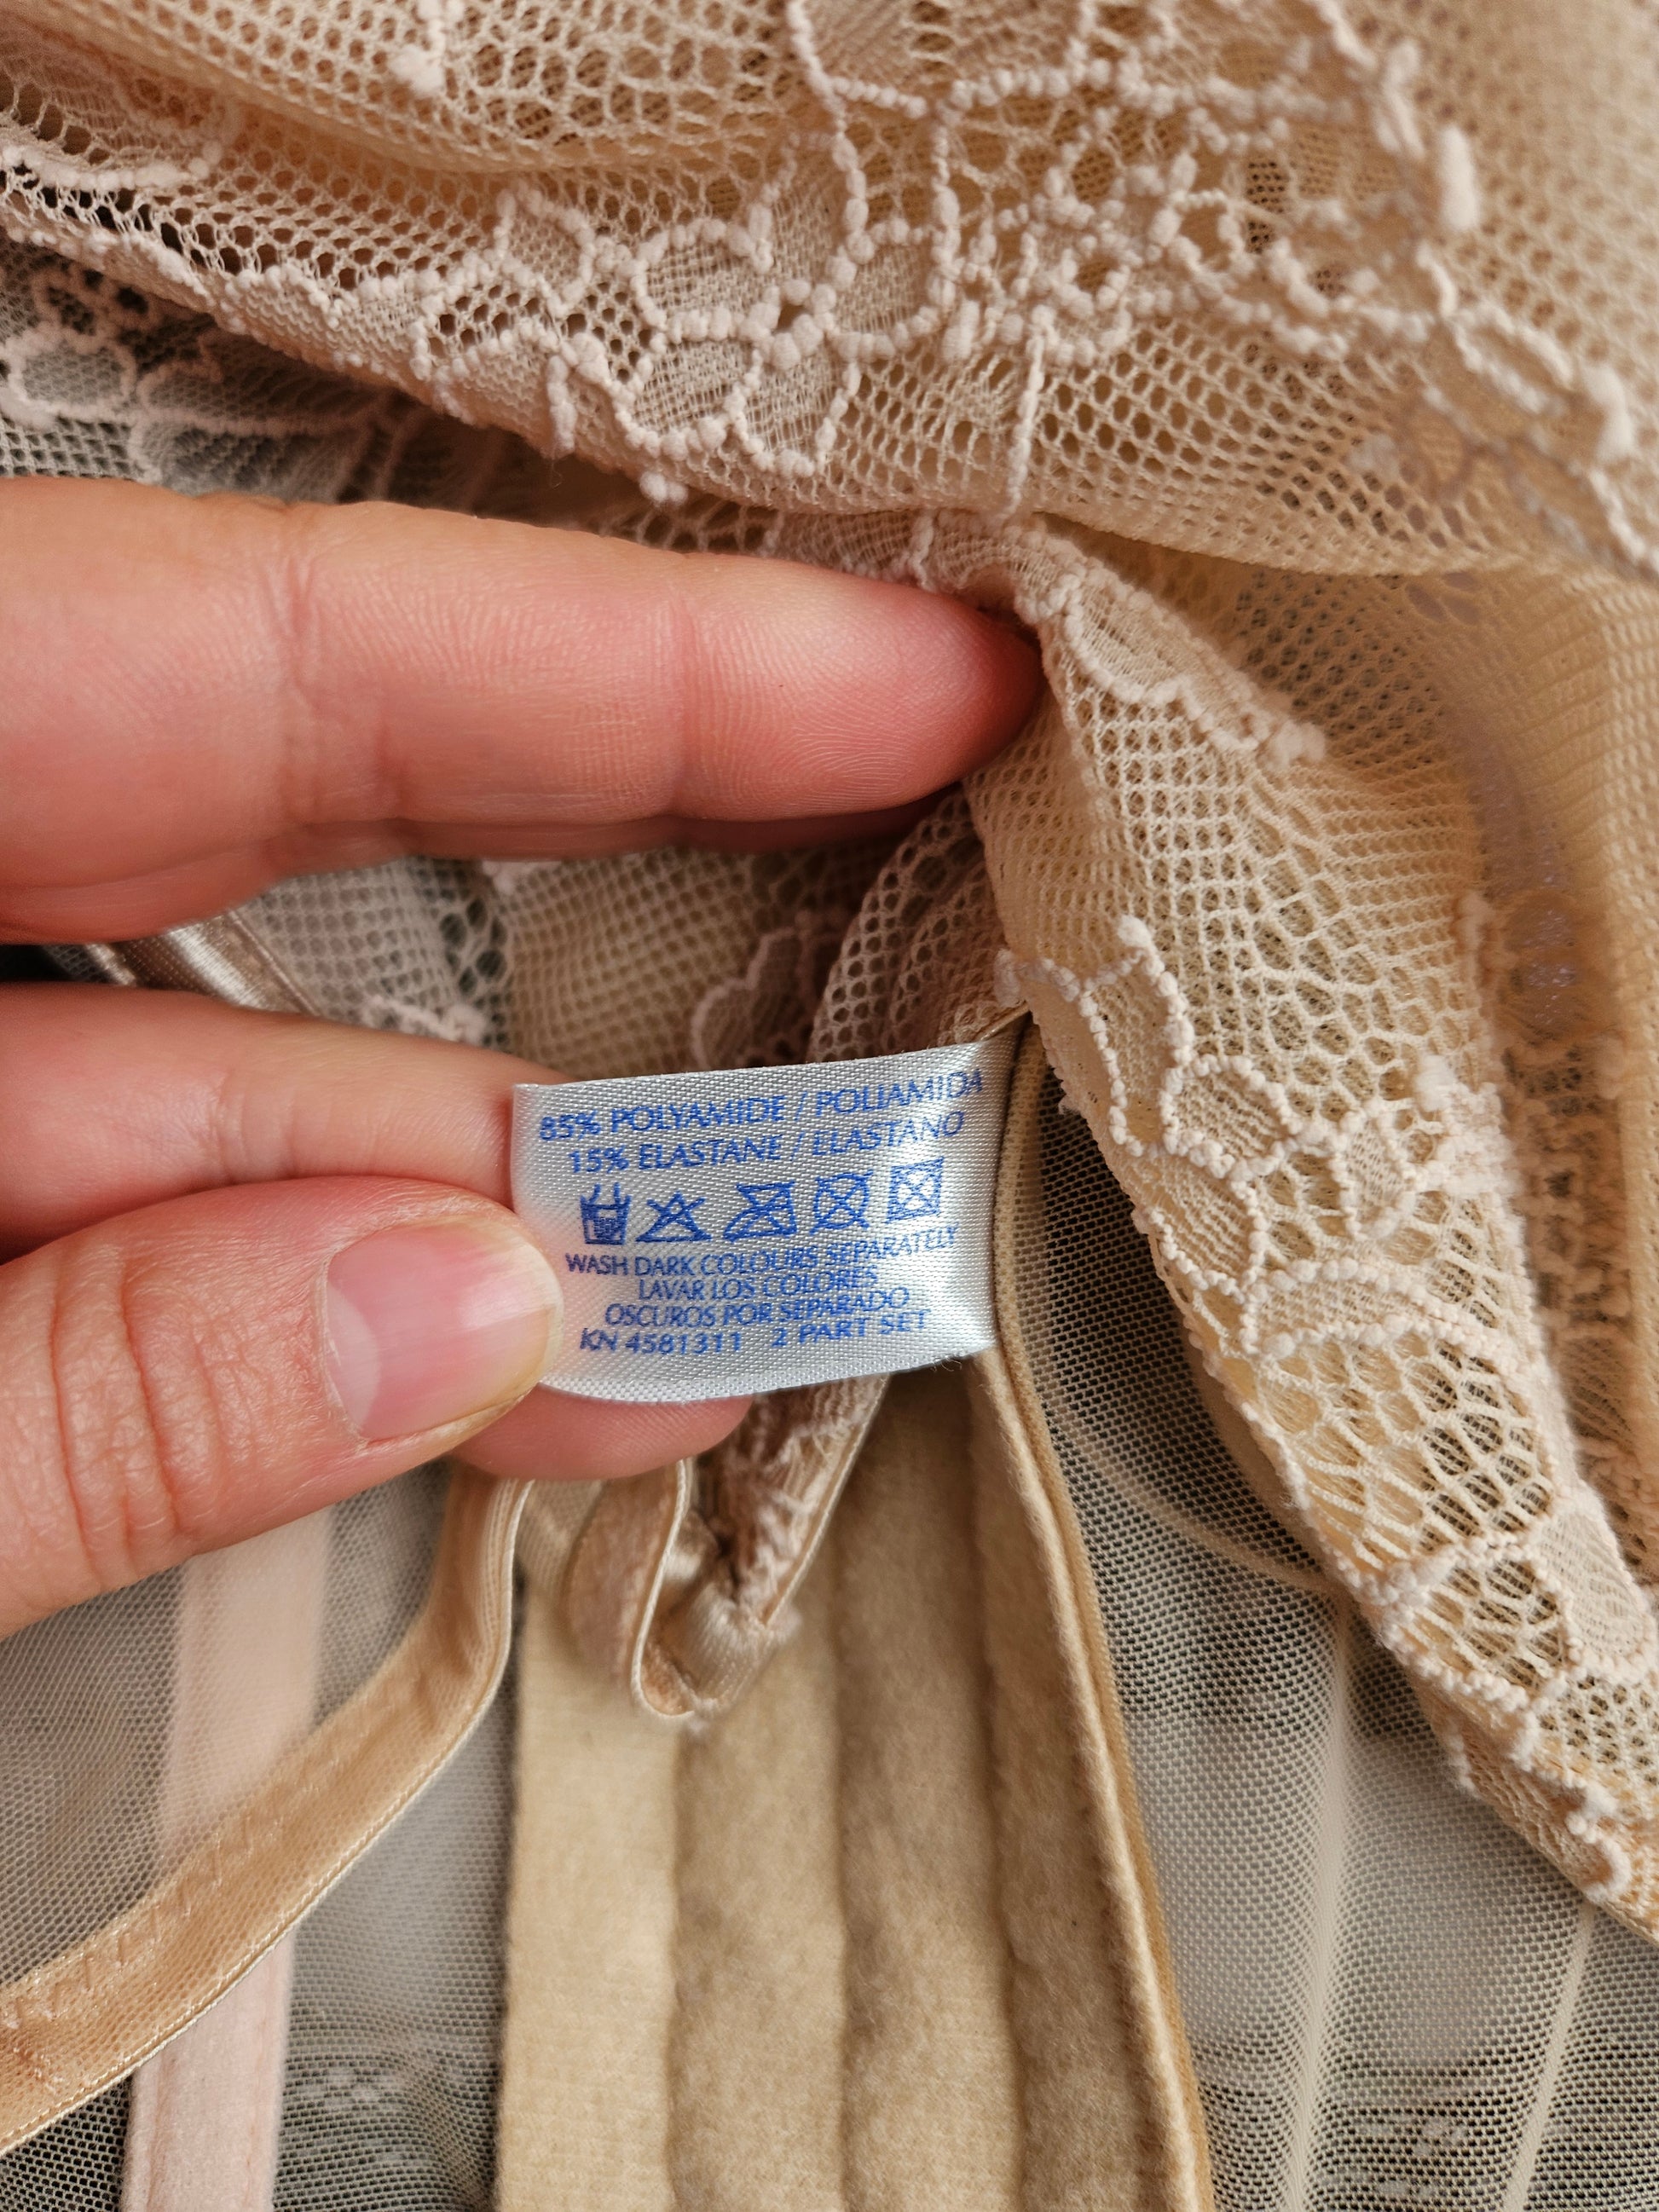 85% POLYAMIDE / POLIAMIDA
15% ELASTANE / ELASTANO
WASH DARK COLOURS SEPARATELY
LAVAR LOS COLORES
OSCUROS POR SEPARADO
KN 4581311 2 PART SET